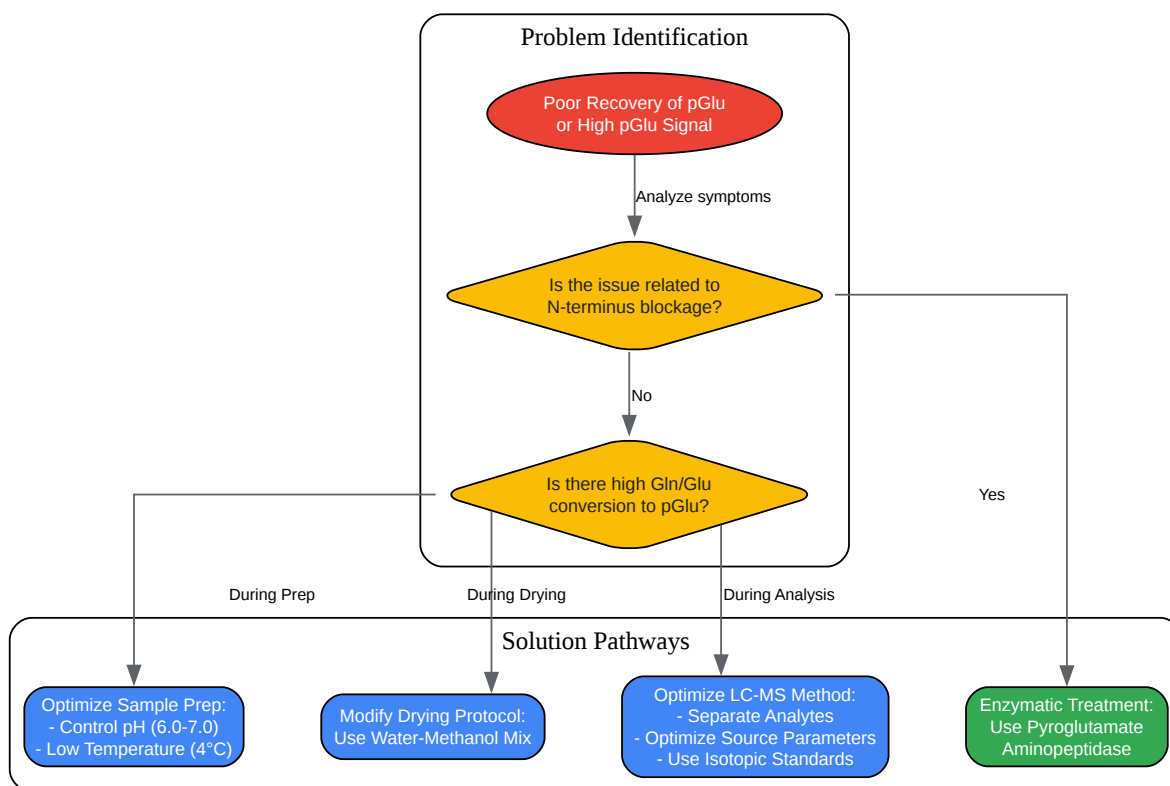 Problem Identification
Poor Recovery of pGlu
or High pGlu Signal
Analyze symptoms
Is the issue related to
N-terminus blockage?
No
Is there high Gln/Glu
conversion to pGlu?
Yes
During Prep
During Drying
During Analysis
Solution Pathways
Optimize Sample Prep:
- Control pH (6.0-7.0)
- Low Temperature (4°C)
Modify Drying Protocol:
Use Water-Methanol Mix
Optimize LC-MS Method:
- Separate Analytes
- Optimize Source Parameters
- Use Isotopic Standards
Enzymatic Treatment:
Use Pyroglutamate
Aminopeptidase